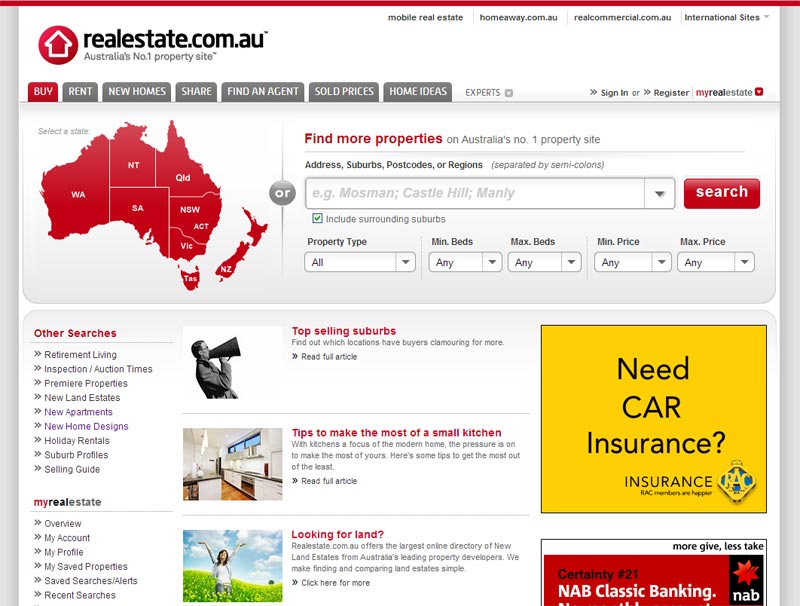 mobile real estate
homeaway.com.au
realcommercial.com.au
International Sites
realestate.com.au™
Australia's No.1 property site™
BUY
RENT
NEW HOMES
SHARE
FIND AN AGENT
SOLD PRICES
HOME IDEAS
EXPERTS
Sign In or
Register
myrealestate
Select a state:
WA
NT
Qld
SA
NSW
ACT
Vic
Tas
NZ
or
Find more properties on Australia's no. 1 property site
Address, Suburbs, Postcodes, or Regions (separated by semi-colons)
e.g. Mosman; Castle Hill; Manly
search
Include surrounding suburbs
Property Type
Min. Beds
Max. Beds
Min. Price
Max. Price
All
Any
Any
Any
Any
Other Searches
Retirement Living
Inspection / Auction Times
Premiere Properties
New Land Estates
New Apartments
New Home Designs
Holiday Rentals
Suburb Profiles
Selling Guide
myrealestate
Overview
My Account
My Profile
My Saved Properties
Saved Searches/Alerts
Recent Searches
Top selling suburbs
Find out which locations have buyers clamouring for more.
Read full article
Tips to make the most of a small kitchen
With kitchens a focus of the modern home, the pressure is on
to make the most of yours. Here's some tips to get the most out
of the least.
Read full article
Looking for land?
Realestate.com.au offers the largest online directory of New
Land Estates from Australia's leading property developers. We
make finding and comparing land estates simple.
Click here for more
Need
CAR
Insurance?
INSURANCE
RAC members are happier
RAC
more give, less take
Certainty #21
NAB Classic Banking.
nab